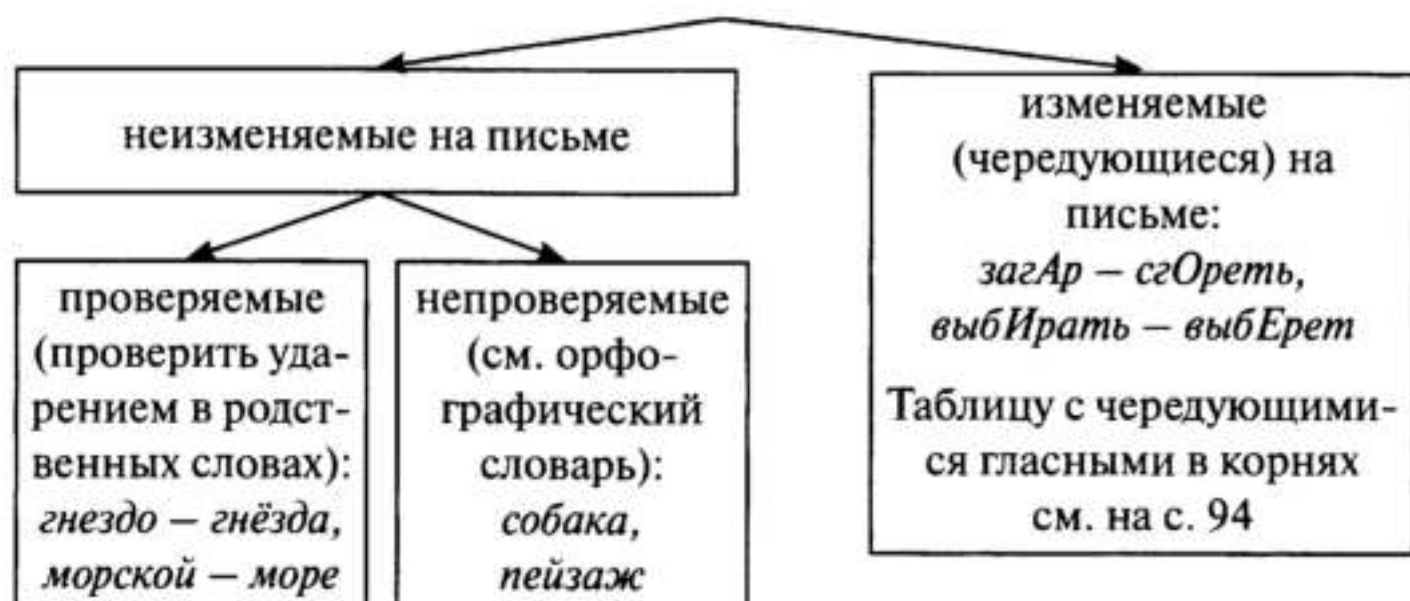 неизменяемые на письме
изменяемые
(чередующиеся) на
письме:
загАр – сгОреть,
выбИрать – выбЕрет
Таблицу с чередующими-
ся гласными в корнях
см. на с. 94
проверяемые
(проверить уда-
рением в родст-
венных словах):
гнездо – гнёзда,
морской – море
непроверяемые
(см. орфо-
графический
словарь):
собака,
пейзаж